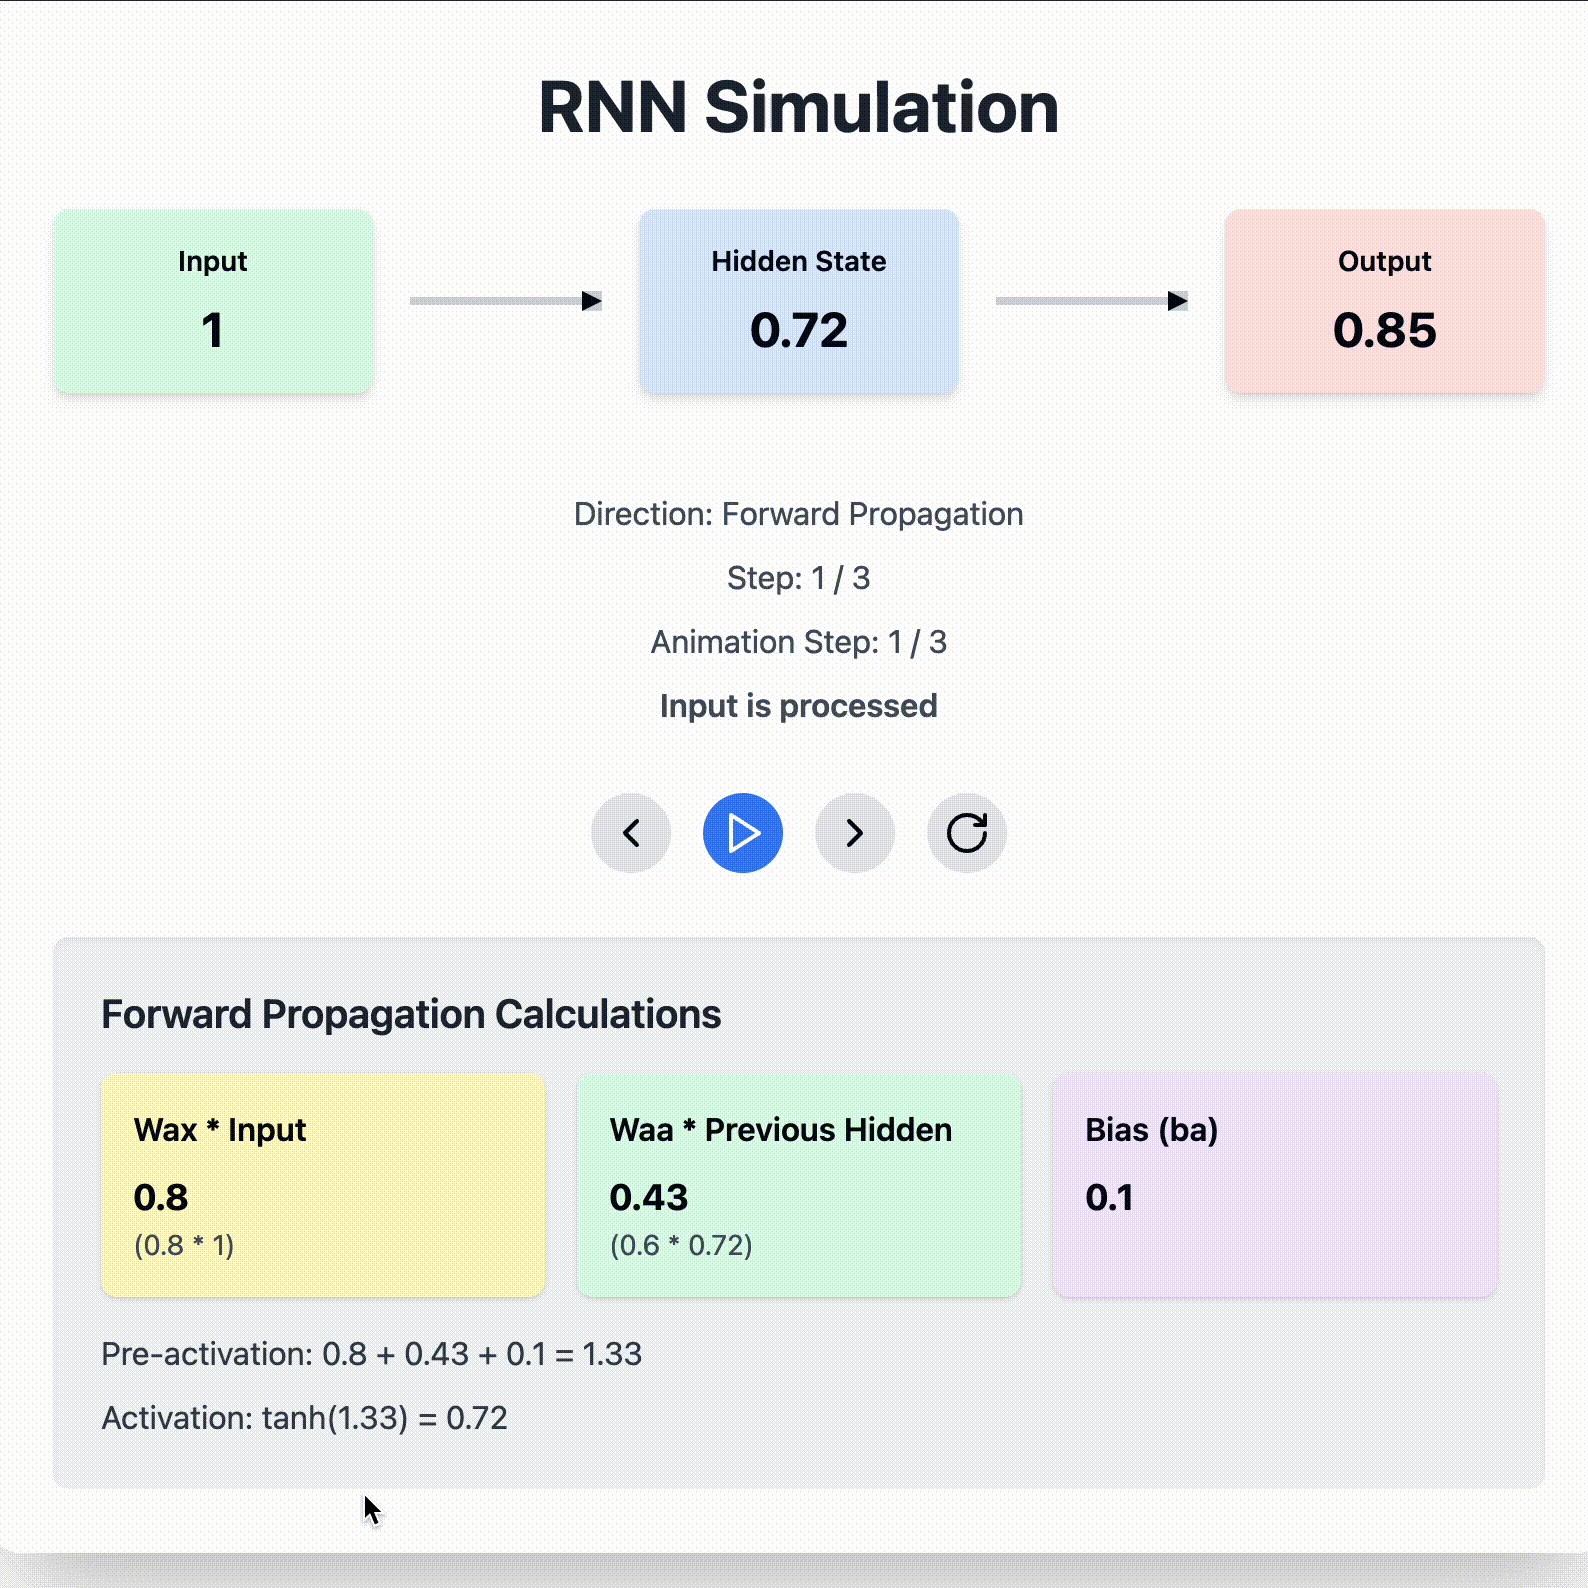 RNN Simulation
Input
1
Hidden State
0.72
Output
0.85
Direction: Forward Propagation
Step: 1 / 3
Animation Step: 1 / 3
Input is processed
Forward Propagation Calculations
Wax * Input
0.8
(0.8 * 1)
Waa * Previous Hidden
0.43
(0.6 * 0.72)
Bias (ba)
0.1
Pre-activation: 0.8 + 0.43 + 0.1 = 1.33
Activation: tanh(1.33) = 0.72